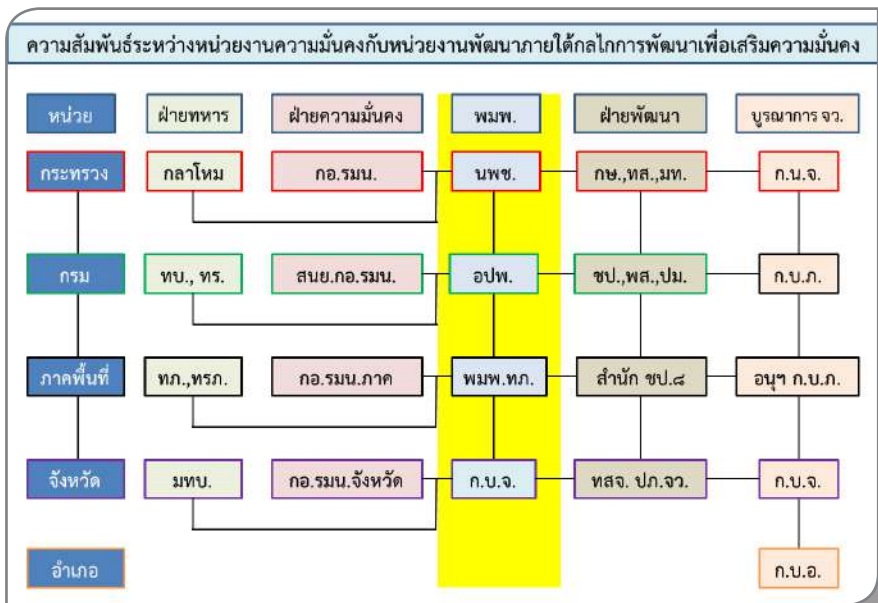 ความสัมพันธ์ระหว่างหน่วยงานความมั่นคงกับหน่วยงานพัฒนาภายใต้กลไกการพัฒนาเพื่อเสริมความมั่นคง
หน่วย ฝ่ายทหาร ฝ่ายความมั่นคง พมพ. ฝ่ายพัฒนา บูรณาการ จว.
กระทรวง กลาโหม กอ.รมน. นพช. กษ.,ทส.,มท. ก.น.จ.
กรม ทบ., ทร. สนย.กอ.รมน. อปพ. ชป.,พส.,ปม. ก.บ.ภ.
ภาคพื้นที่ ทภ.,ทรภ. กอ.รมน.ภาค พมพ.ทภ. สำนัก ชป.๘ อนุฯ ก.บ.ภ.
จังหวัด มทบ. กอ.รมน.จังหวัด ก.บ.จ. ทสจ. ปภ.จว. ก.บ.จ.
อำเภอ ก.บ.อ.